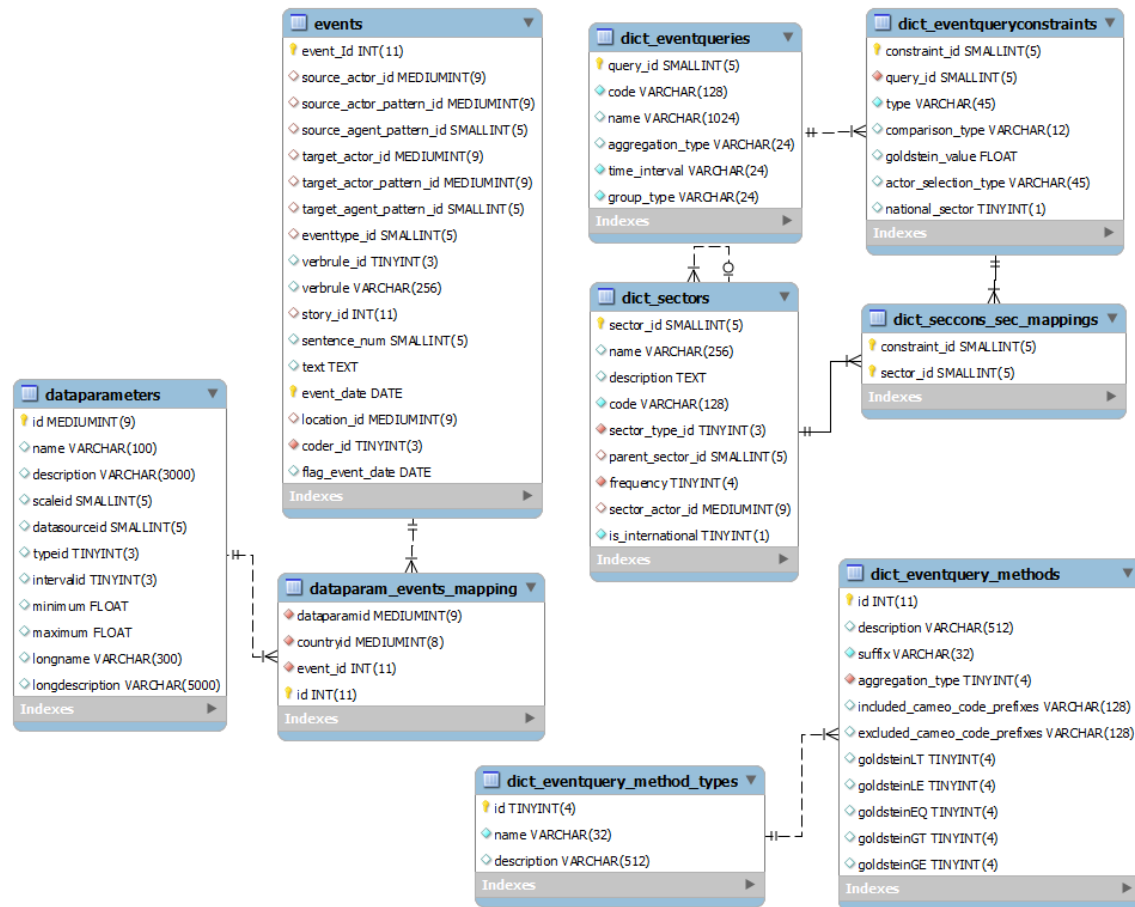 events
event_Id INT(11)
source_actor_id MEDIUMINT(9)
source_actor_pattern_id MEDIUMINT(9)
source_agent_pattern_id SMALLINT(5)
target_actor_id MEDIUMINT(9)
target_actor_pattern_id MEDIUMINT(9)
target_agent_pattern_id SMALLINT(5)
eventtype_id SMALLINT(5)
verbrule_id TINYINT(3)
verbrule VARCHAR(256)
story_id INT(11)
sentence_num SMALLINT(5)
text TEXT
event_date DATE
location_id MEDIUMINT(9)
coder_id TINYINT(3)
flag_event_date DATE
Indexes
dict_eventqueries
query_id SMALLINT(5)
code VARCHAR(128)
name VARCHAR(1024)
aggregation_type VARCHAR(24)
time_interval VARCHAR(24)
group_type VARCHAR(24)
Indexes
dict_eventqueryconstraints
constraint_id SMALLINT(5)
query_id SMALLINT(5)
type VARCHAR(45)
comparison_type VARCHAR(12)
goldstein_value FLOAT
actor_selection_type VARCHAR(45)
national_sector TINYINT(1)
Indexes
dict_sectors
sector_id SMALLINT(5)
name VARCHAR(256)
description TEXT
code VARCHAR(128)
sector_type_id TINYINT(3)
parent_sector_id SMALLINT(5)
frequency TINYINT(4)
sector_actor_id MEDIUMINT(9)
is_international TINYINT(1)
Indexes
dict_seccons_sec_mappings
constraint_id SMALLINT(5)
sector_id SMALLINT(5)
Indexes
dataparameters
id MEDIUMINT(9)
name VARCHAR(100)
description VARCHAR(3000)
scaleid SMALLINT(5)
datasourceid SMALLINT(5)
typeid TINYINT(3)
intervalid TINYINT(3)
minimum FLOAT
maximum FLOAT
longname VARCHAR(300)
longdescription VARCHAR(5000)
Indexes
dataparam_events_mapping
dataparamid MEDIUMINT(9)
countryid MEDIUMINT(8)
event_id INT(11)
id INT(11)
Indexes
dict_eventquery_methods
id INT(11)
description VARCHAR(512)
suffix VARCHAR(32)
aggregation_type TINYINT(4)
included_cameo_code_prefixes VARCHAR(128)
excluded_cameo_code_prefixes VARCHAR(128)
goldsteinLT TINYINT(4)
goldsteinLE TINYINT(4)
goldsteinEQ TINYINT(4)
goldsteinGT TINYINT(4)
goldsteinGE TINYINT(4)
Indexes
dict_eventquery_method_types
id TINYINT(4)
name VARCHAR(32)
description VARCHAR(512)
Indexes